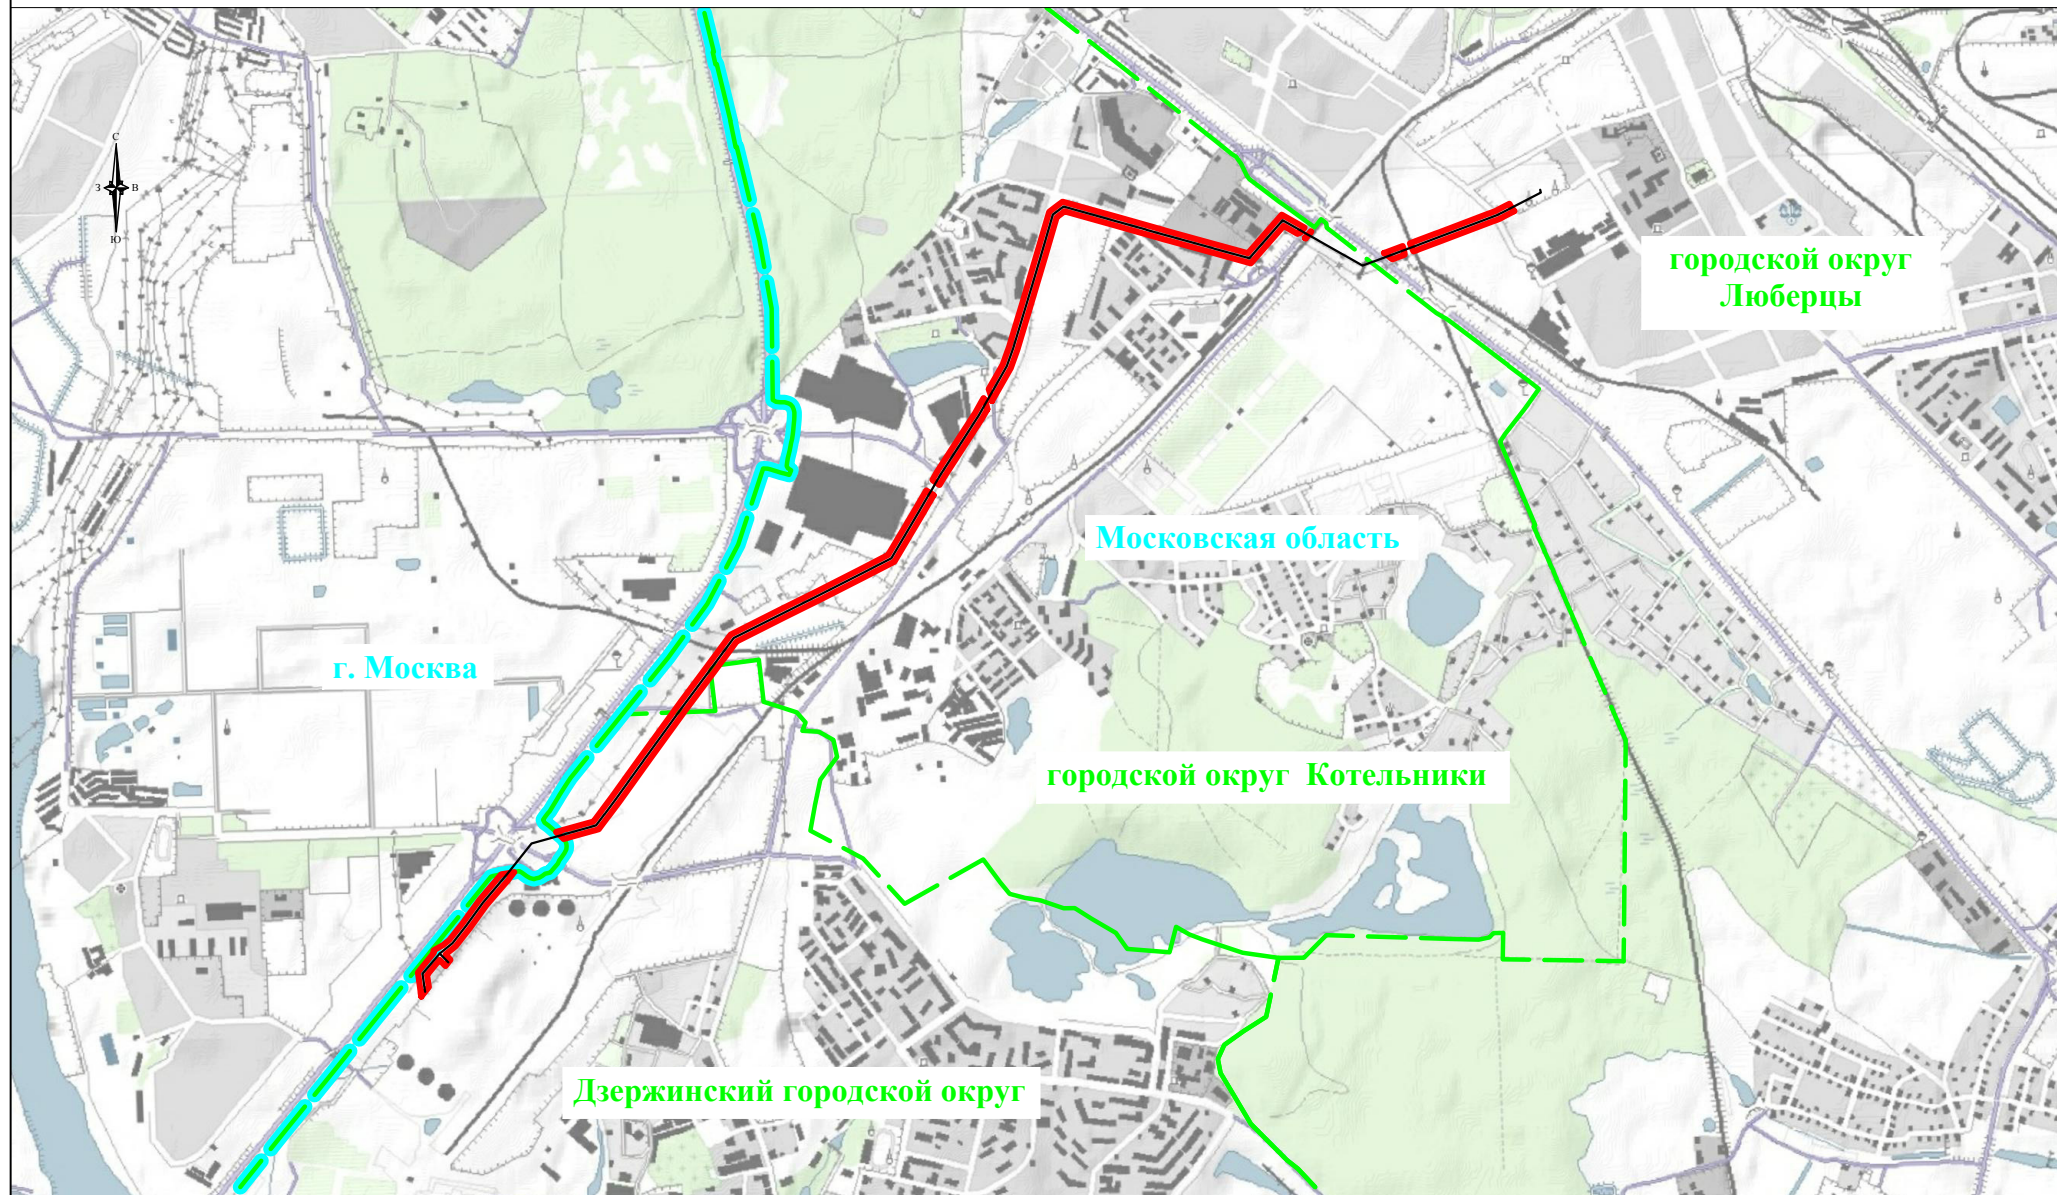 С
З В
Ю
городской округ
Люберцы
Московская область
г. Москва
городской округ Котельники
Дзержинский городской округ